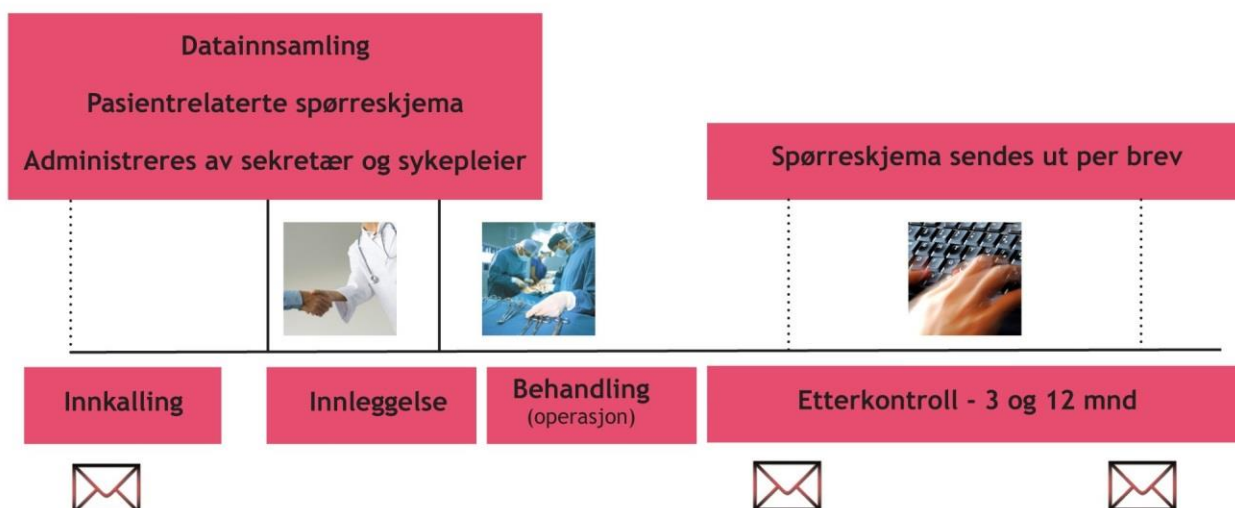 Datainnsamling
Pasientrelaterte spørreskjema
Administreres av sekretær og sykepleier
Spørreskjema sendes ut per brev
Innkalling
Innleggelse
Behandling
(operasjon)
Etterkontroll - 3 og 12 mnd